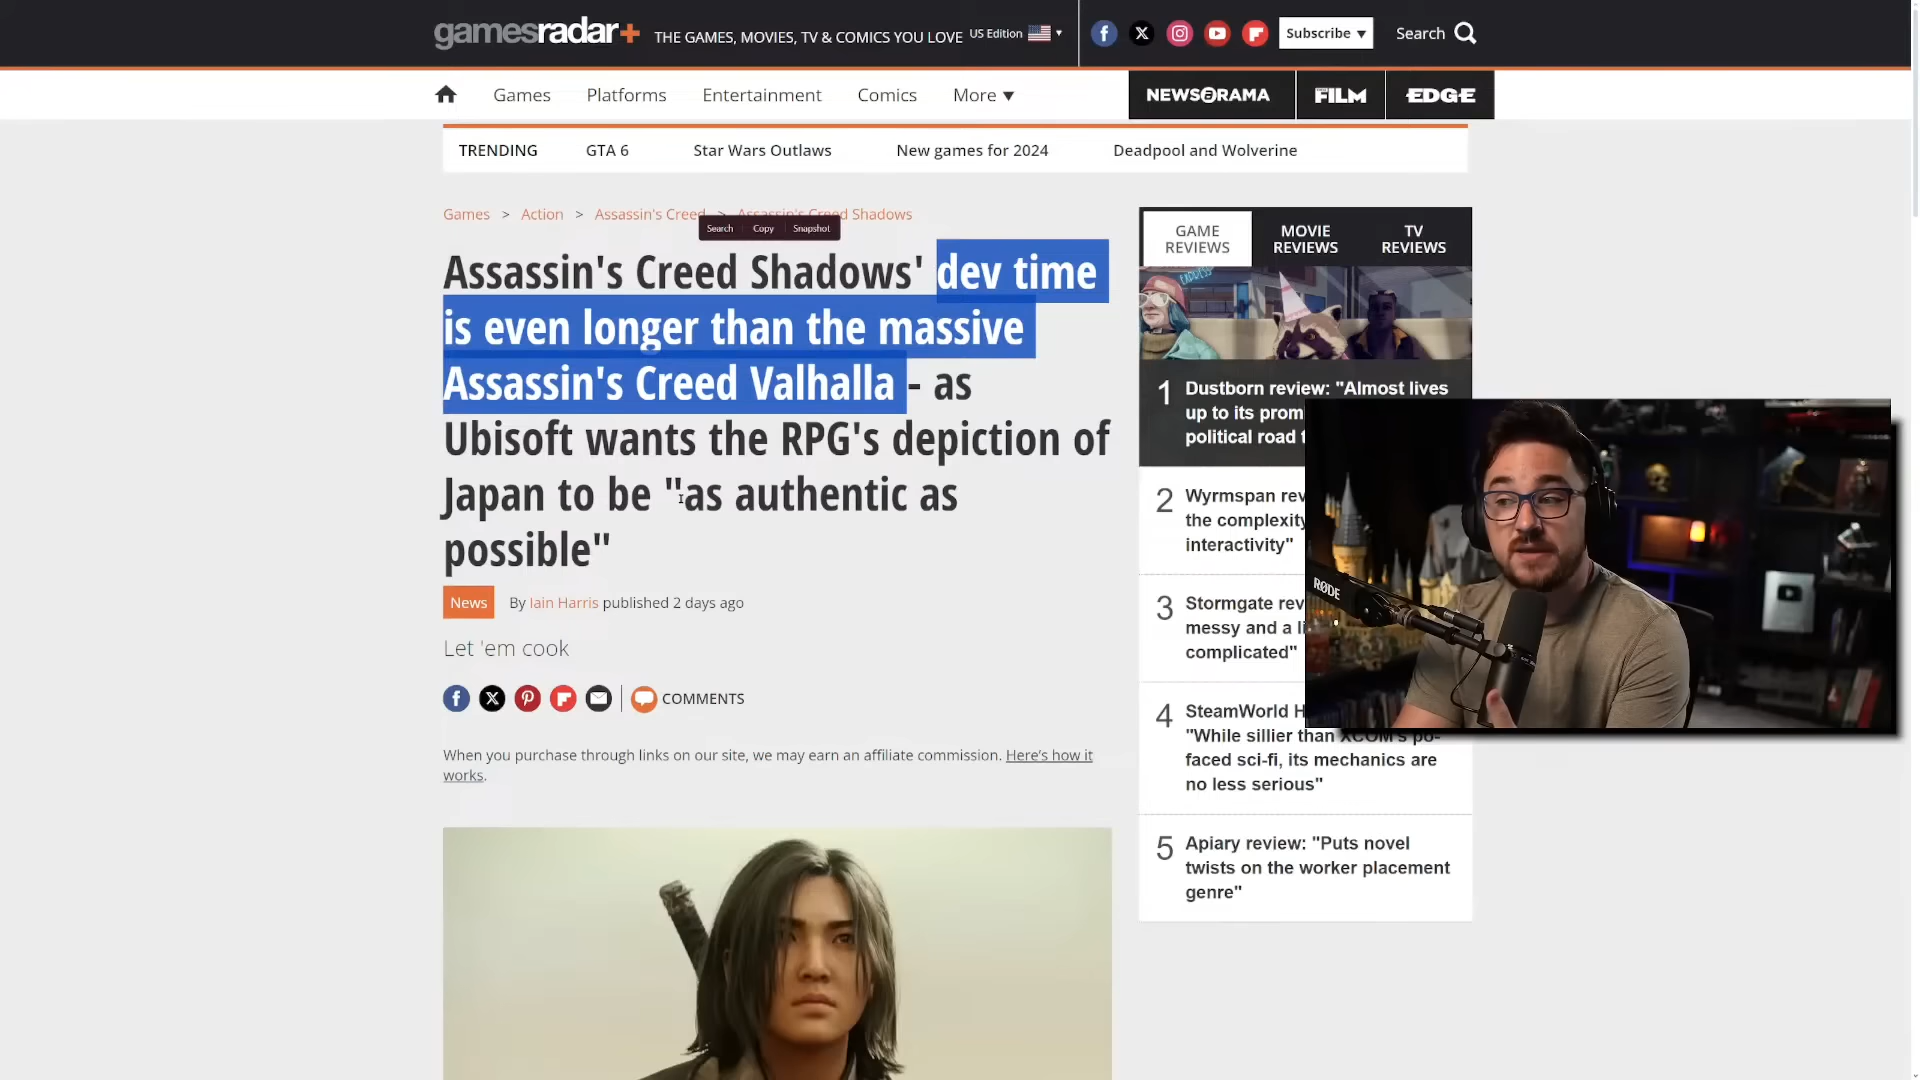 gamesradar+ THE GAMES, MOVIES, TV & COMICS YOU LOVE US Edition ▼ Subscribe ▼ Search
Games Platforms Entertainment Comics More ▼ NEWSARAMA FILM EDGE
TRENDING GTA 6 Star Wars Outlaws New games for 2024 Deadpool and Wolverine
Games > Action > Assassin's Creed > Assassin's Creed Shadows
Search Copy Snapshot
Assassin's Creed Shadows' dev time
is even longer than the massive
Assassin's Creed Valhalla - as
Ubisoft wants the RPG's depiction of
Japan to be "as authentic as
possible"
News By Iain Harris published 2 days ago
Let 'em cook
COMMENTS
When you purchase through links on our site, we may earn an affiliate commission. Here's how it
works.
GAME
REVIEWS
MOVIE
REVIEWS
TV
REVIEWS
1 Dustborn review: "Almost lives
up to its
political road
2 Wyrmspan
the complexity
interactivity"
3 Stormgate
messy and a
complicated"
4 SteamWorld
"While sillier than XCOM's po-
faced sci-fi, its mechanics are
no less serious"
5 Apiary review: "Puts novel
twists on the worker placement
genre"
RØDE